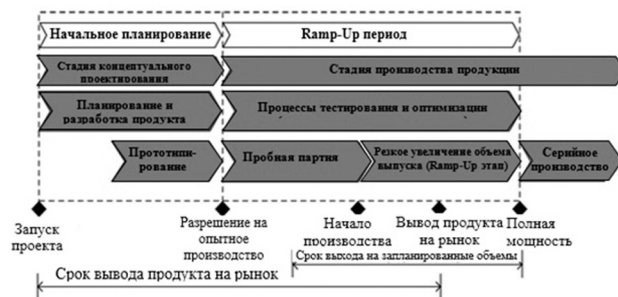 Начальное планирование
Ramp-Up период
Стадия концептуального
проектирования
Стадия производства продукции
Планирование и
разработка продукта
Процессы тестирования и оптимизации
Прототипи-
рование
Пробная партия
Резкое увеличение объема
выпуска (Ramp-Up этап)
Серийное
производство
Запуск
проекта
Разрешение на
опытное
производство
Начало
производства
Вывод продукта
на рынок
Полная
мощность
Срок выхода на запланированные объемы
Срок вывода продукта на рынок